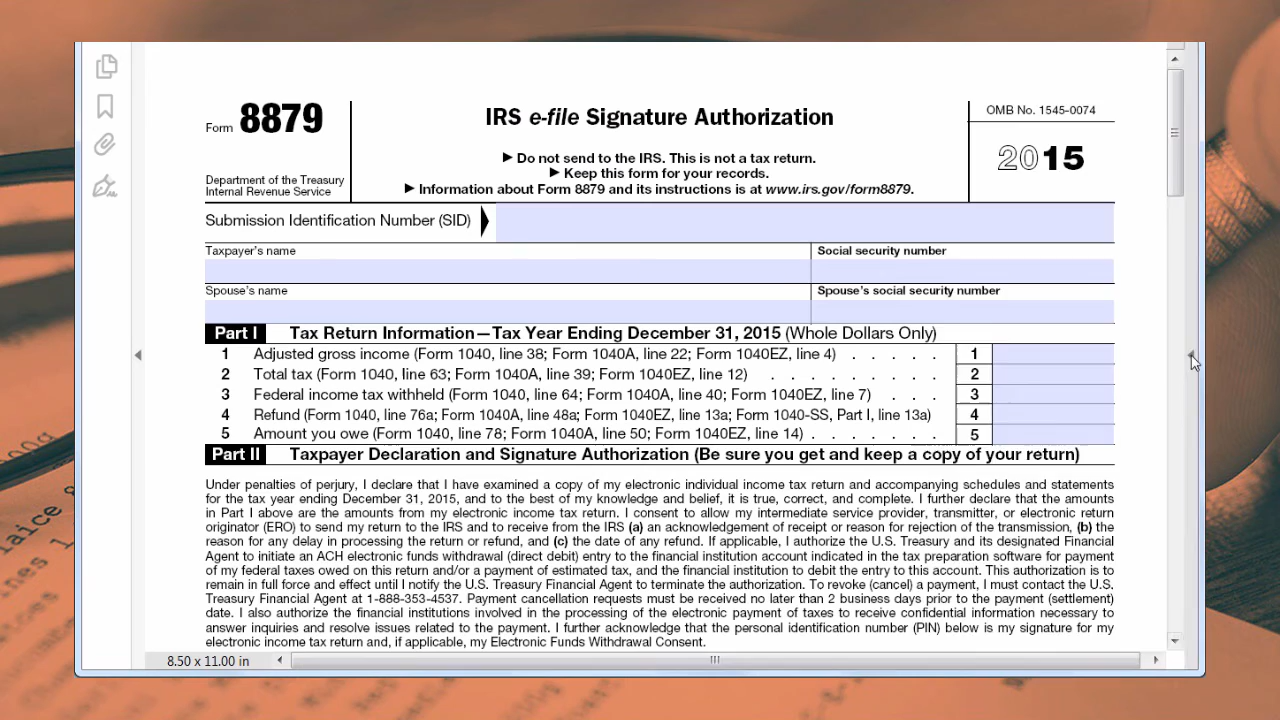 Form 8879
IRS e-file Signature Authorization
OMB No. 1545-0074
▶ Do not send to the IRS. This is not a tax return.
▶ Keep this form for your records.
▶ Information about Form 8879 and its instructions is at www.irs.gov/form8879.
2015
Department of the Treasury
Internal Revenue Service
Submission Identification Number (SID)
Taxpayer's name
Social security number
Spouse's name
Spouse's social security number
Part I Tax Return Information—Tax Year Ending December 31, 2015 (Whole Dollars Only)
1 Adjusted gross income (Form 1040, line 38; Form 1040A, line 22; Form 1040EZ, line 4) . . . . . 1
2 Total tax (Form 1040, line 63; Form 1040A, line 39; Form 1040EZ, line 12) . . . . . . . . . 2
3 Federal income tax withheld (Form 1040, line 64; Form 1040A, line 40; Form 1040EZ, line 7) . . . 3
4 Refund (Form 1040, line 76a; Form 1040A, line 48a; Form 1040EZ, line 13a; Form 1040-SS, Part I, line 13a) 4
5 Amount you owe (Form 1040, line 78; Form 1040A, line 50; Form 1040EZ, line 14) . . . . . . . 5
Part II Taxpayer Declaration and Signature Authorization (Be sure you get and keep a copy of your return)
Under penalties of perjury, I declare that I have examined a copy of my electronic individual income tax return and accompanying schedules and statements
for the tax year ending December 31, 2015, and to the best of my knowledge and belief, it is true, correct, and complete. I further declare that the amounts
in Part I above are the amounts from my electronic income tax return. I consent to allow my intermediate service provider, transmitter, or electronic return
originator (ERO) to send my return to the IRS and to receive from the IRS (a) an acknowledgement of receipt or reason for rejection of the transmission, (b) the
reason for any delay in processing the return or refund, and (c) the date of any refund. If applicable, I authorize the U.S. Treasury and its designated Financial
Agent to initiate an ACH electronic funds withdrawal (direct debit) entry to the financial institution account indicated in the tax preparation software for payment
of my federal taxes owed on this return and/or a payment of estimated tax, and the financial institution to debit the entry to this account. This authorization is to
remain in full force and effect until I notify the U.S. Treasury Financial Agent to terminate the authorization. To revoke (cancel) a payment, I must contact the U.S.
Treasury Financial Agent at 1-888-353-4537. Payment cancellation requests must be received no later than 2 business days prior to the payment (settlement)
date. I also authorize the financial institutions involved in the processing of the electronic payment of taxes to receive confidential information necessary to
answer inquiries and resolve issues related to the payment. I further acknowledge that the personal identification number (PIN) below is my signature for my
electronic income tax return and, if applicable, my Electronic Funds Withdrawal Consent.
8.50 x 11.00 in